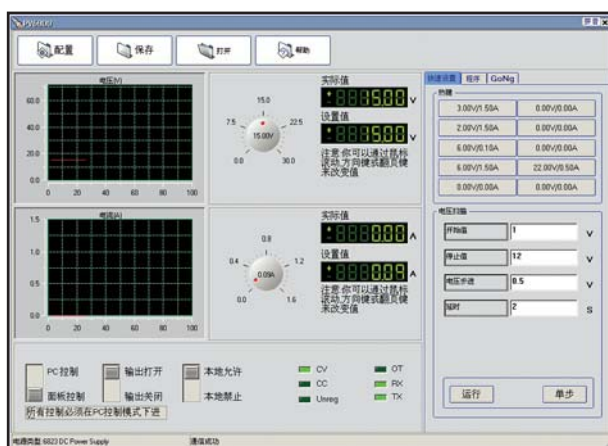 PV6000
拼音
配置
保存
打开
帮助
电压(V)
60.0
40.0
20.0
0.0
0 20 40 60 80 100
15.0
7.5 22.5
15.00V
0.0 30.0
实际值
15.00 V
设置值
15.00 V
注意:你可以通过鼠标
滚动,方向键或翻页键
来改变值
电流(A)
1.5
1.0
0.5
0.0
0 20 40 60 80 100
0.8
0.4 1.2
0.09A
0.0 1.6
实际值
0.00 A
设置值
0.09 A
注意:你可以通过鼠标
滚动,方向键或翻页键
来改变值
快速设置 程序 GoNg
热键
3.00V/1.50A 0.00V/0.00A
2.00V/1.50A 0.00V/0.00A
6.00V/0.10A 0.00V/0.00A
6.00V/1.50A 22.00V/0.50A
0.00V/0.00A 0.00V/0.00A
电压扫描
开始值 1 V
停止值 12 V
电压步进 0.5 V
延时 2 S
运行 单步
PC控制 输出打开 本地允许
面板控制 输出关闭 本地禁止
所有控制必须在PC控制模式下进
CV OT
CC RX
Unreg TX
电源类型:6823 DC Power Supply 通信成功